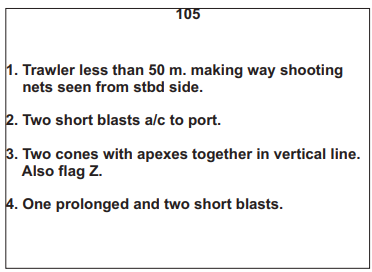 105
1. Trawler less than 50 m. making way shooting
nets seen from stbd side.
2. Two short blasts a/c to port.
3. Two cones with apexes together in vertical line.
Also flag Z.
4. One prolonged and two short blasts.